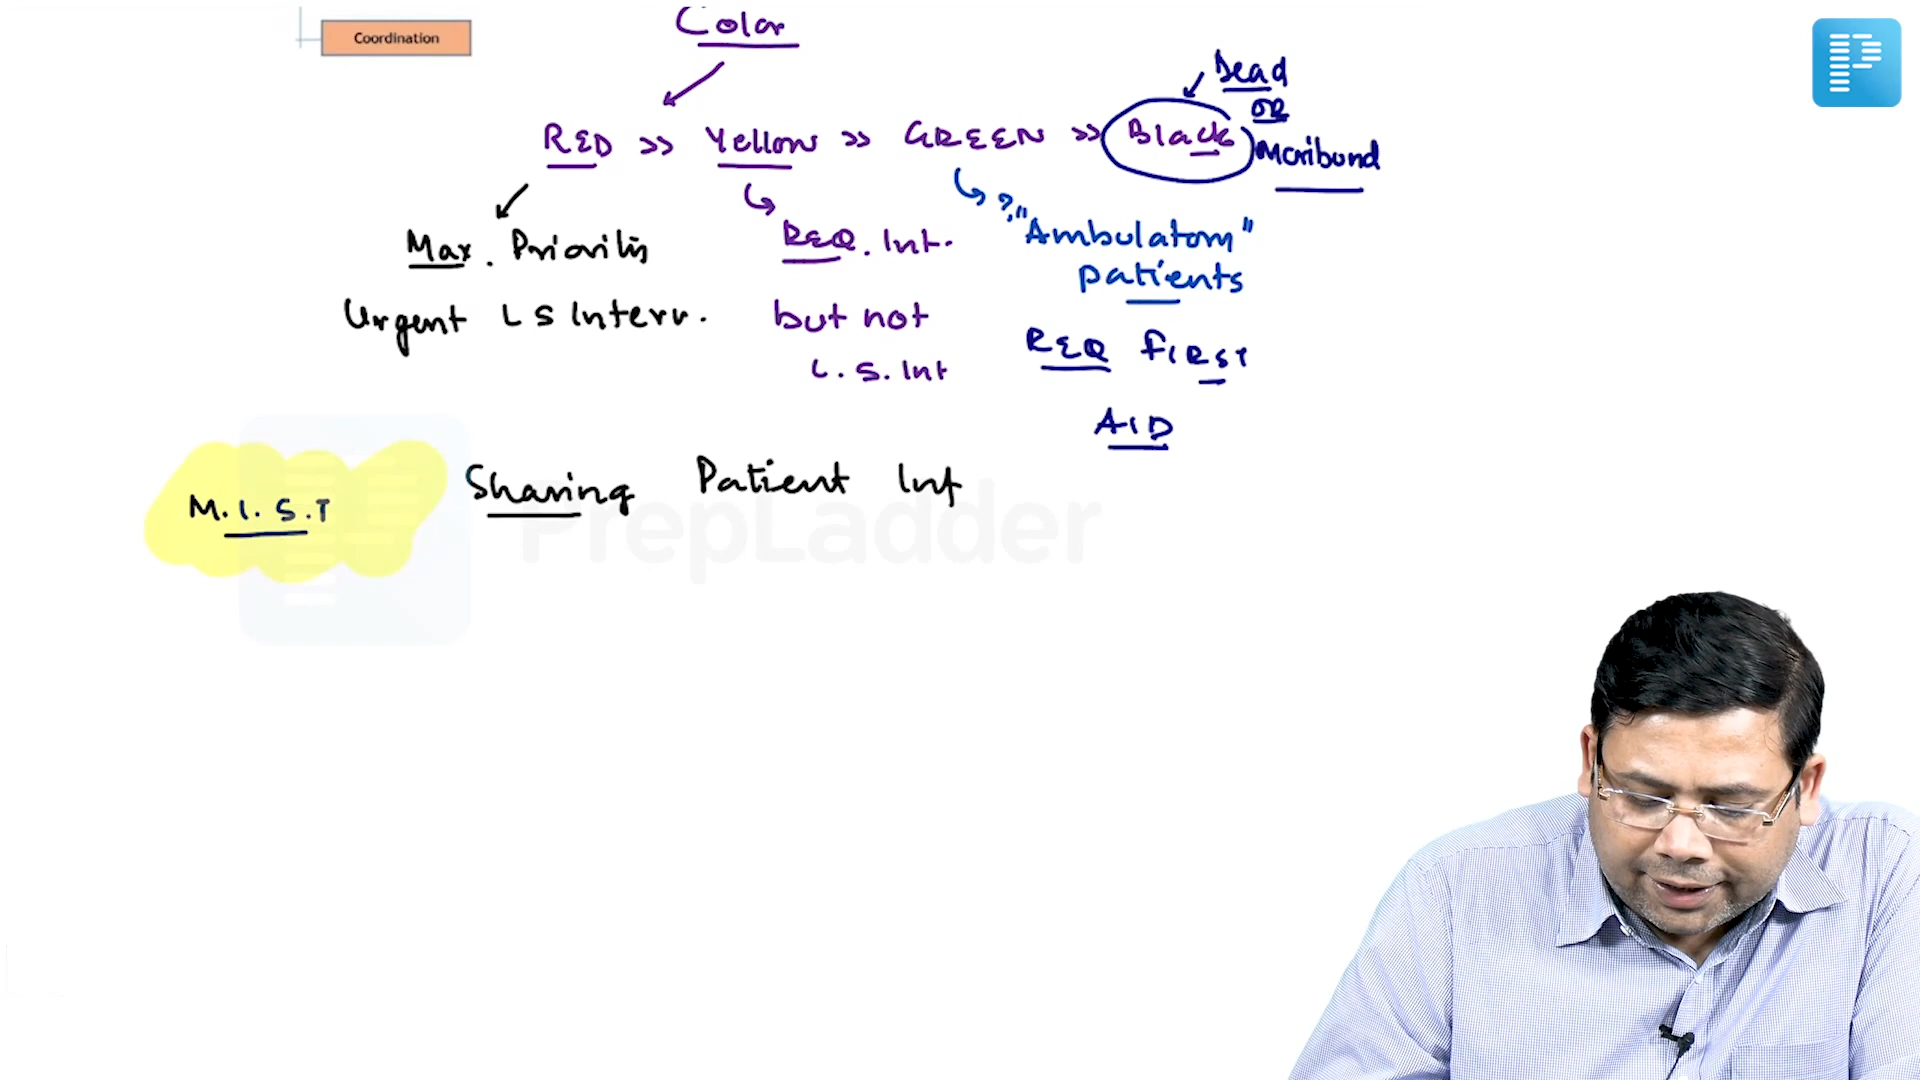 Coordination
Color
RED >> Yellow >> GREEN >> Black
Dead
OR
Moribund
Max. Priority
Urgent LS Interv.
REQ. Int.
but not
L.S. Int
?"Ambulatory"
patients
REQ FIRST
AID
M.I.S.T
Sharing Patient Inf
PrepLadder